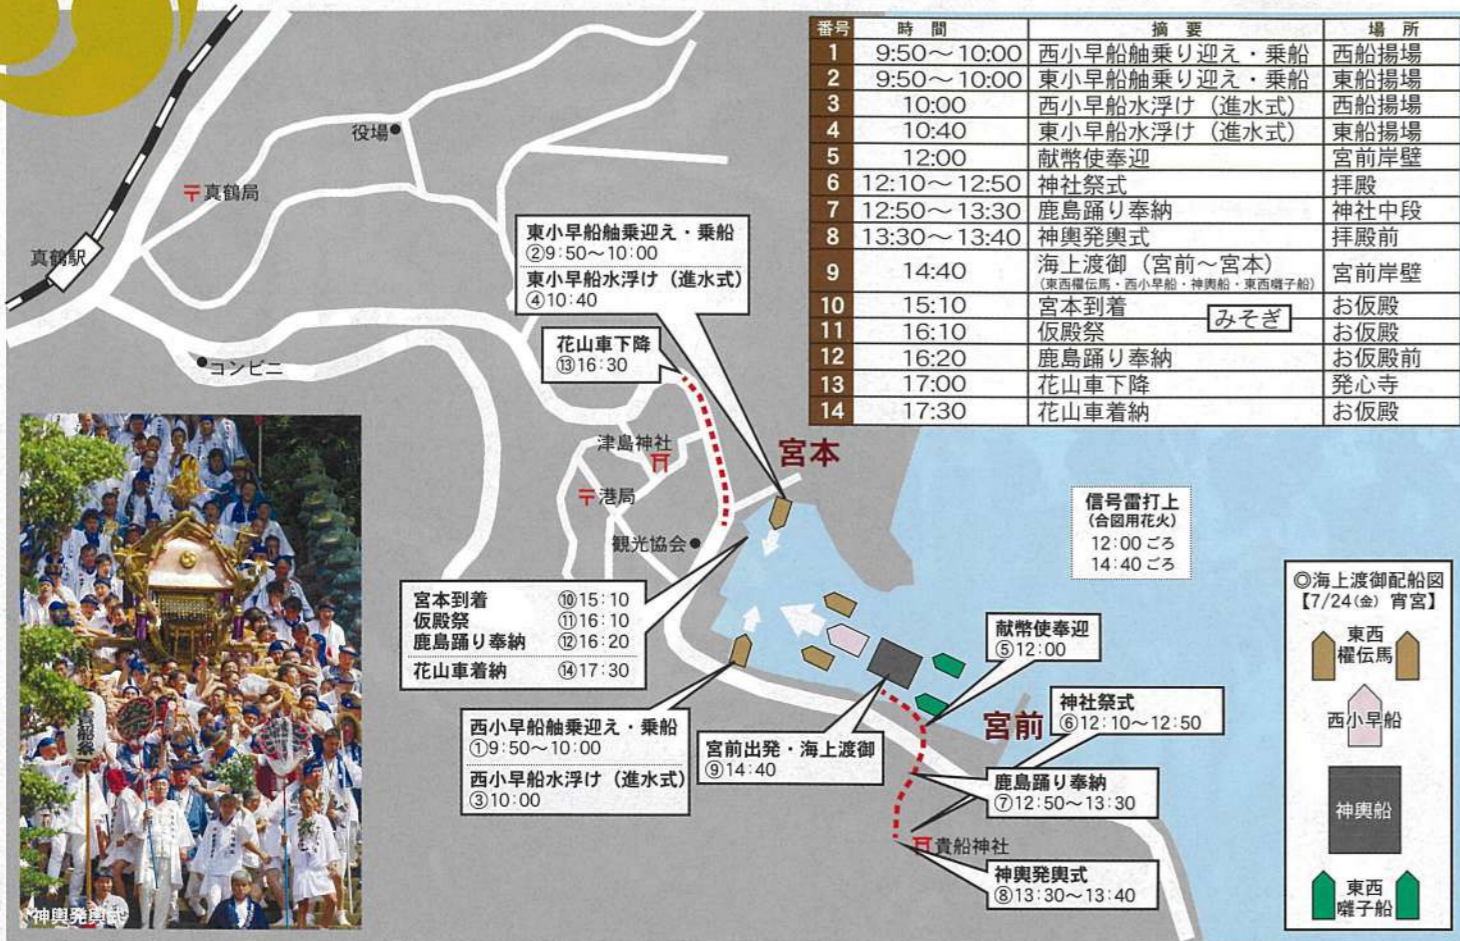 番号 時間 摘要 場所
1 9:50～10:00 西小早船舳乗り迎え・乗船 西船揚場
2 9:50～10:00 東小早船舳乗り迎え・乗船 東船揚場
3 10:00 西小早船水浮け（進水式） 西船揚場
4 10:40 東小早船水浮け（進水式） 東船揚場
5 12:00 献幣使奉迎 宮前岸壁
6 12:10～12:50 神社祭式 拝殿
7 12:50～13:30 鹿島踊り奉納 神社中段
8 13:30～13:40 神輿発輿式 拝殿前
9 14:40 海上渡御（宮前～宮本） 宮前岸壁
（東西櫂伝馬・西小早船・神輿船・東西囃子船）
10 15:10 宮本到着 お仮殿
みそぎ
11 16:10 仮殿祭 お仮殿
12 16:20 鹿島踊り奉納 お仮殿前
13 17:00 花山車下降 発心寺
14 17:30 花山車着納 お仮殿
役場
〒真鶴局
真鶴駅
コンビニ
東小早船舳乗迎え・乗船
②9:50～10:00
東小早船水浮け（進水式）
④10:40
花山車下降
⑬16:30
津島神社
〒港局
観光協会
宮本
信号雷打上
(合図用花火)
12:00ごろ
14:40ごろ
宮本到着 ⑩15:10
仮殿祭 ⑪16:10
鹿島踊り奉納 ⑫16:20
花山車着納 ⑭17:30
西小早船舳乗迎え・乗船
①9:50～10:00
西小早船水浮け（進水式）
③10:00
宮前出発・海上渡御
⑨14:40
献幣使奉迎
⑤12:00
宮前
神社祭式
⑥12:10～12:50
鹿島踊り奉納
⑦12:50～13:30
貴船神社
神輿発輿式
⑧13:30～13:40
◎海上渡御配船図
【7/24(金) 宵宮】
東西
櫂伝馬
西小早船
神輿船
東西
囃子船
貴船祭
神輿発輿式